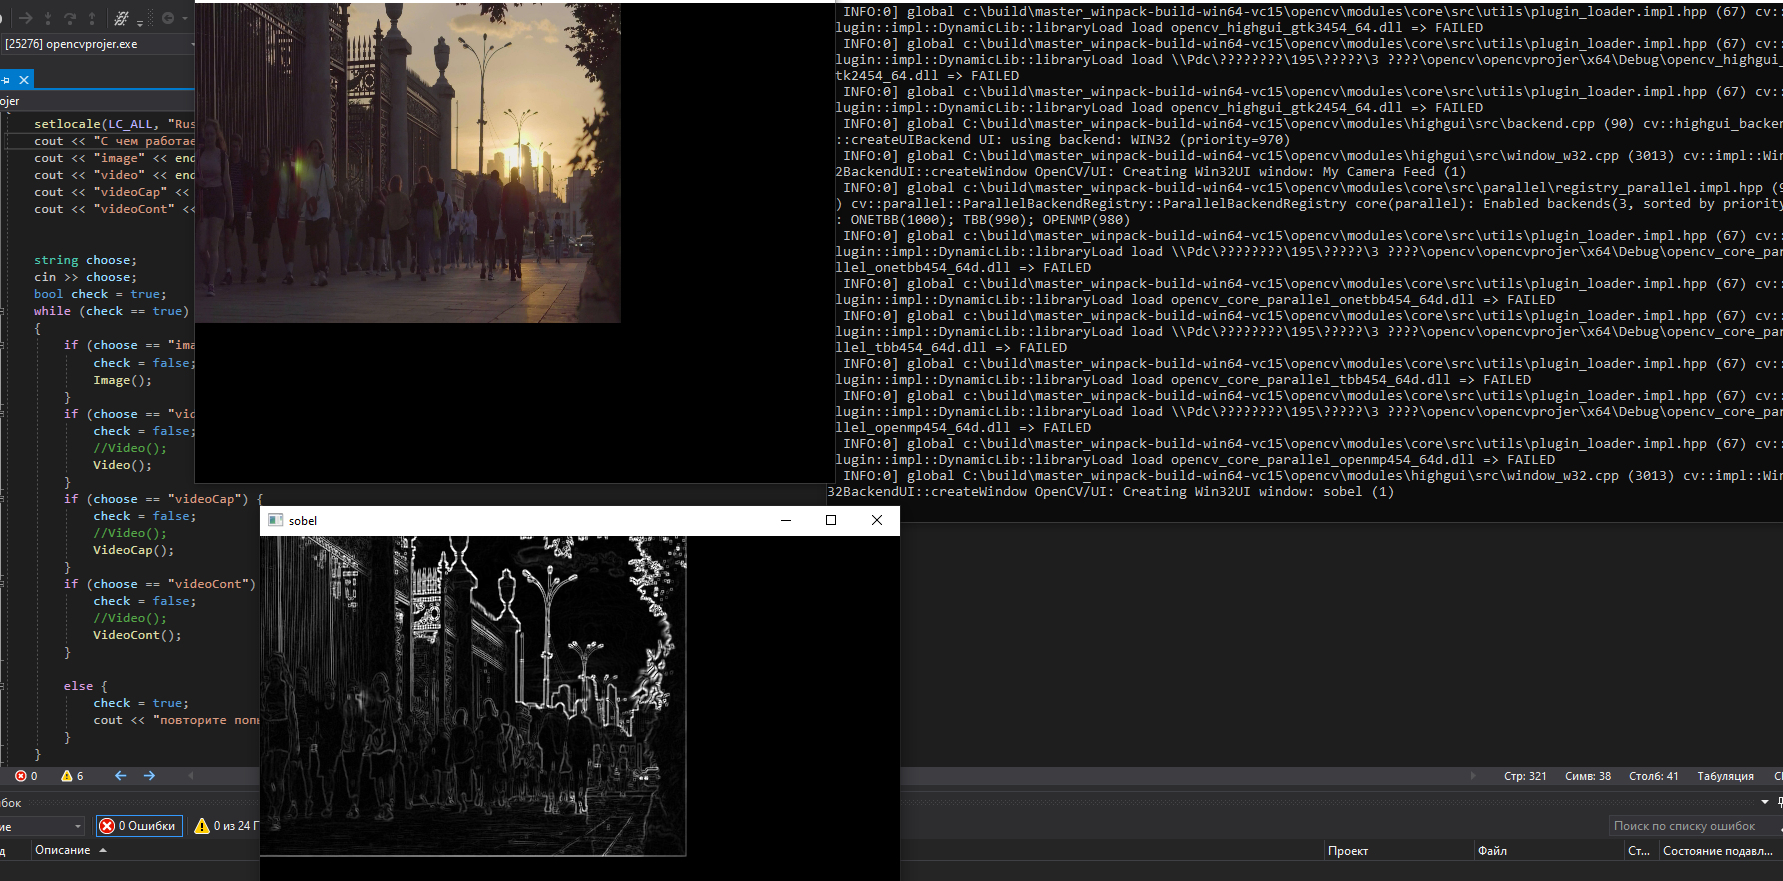 [25276] opencvprojer.exe
ojer
setlocale(LC_ALL, "Rus
cout << "С чем работае
cout << "image" << en
cout << "video" << en
cout << "videoCap" <<
cout << "videoCont" <<
string choose;
cin >> choose;
bool check = true;
while (check == true)
{
if (choose == "ima
check = false;
Image();
}
if (choose == "vid
check = false;
//Video();
Video();
}
if (choose == "videoCap") {
check = false;
//Video();
VideoCap();
}
if (choose == "videoCont")
check = false;
//Video();
VideoCont();
}
else {
check = true;
cout << "повторите поп
}
}
INFO:0] global c:\build\master_winpack-build-win64-vc15\opencv\modules\core\src\utils\plugin_loader.impl.hpp (67) cv::
lugin::impl::DynamicLib::libraryLoad load opencv_highgui_gtk3454_64.dll => FAILED
INFO:0] global c:\build\master_winpack-build-win64-vc15\opencv\modules\core\src\utils\plugin_loader.impl.hpp (67) cv::
lugin::impl::DynamicLib::libraryLoad load \\Pdc\????????\195\?????\3 ????\opencv\opencvprojer\x64\Debug\opencv_highgui_
tk2454_64.dll => FAILED
INFO:0] global c:\build\master_winpack-build-win64-vc15\opencv\modules\core\src\utils\plugin_loader.impl.hpp (67) cv::
lugin::impl::DynamicLib::libraryLoad load opencv_highgui_gtk2454_64.dll => FAILED
INFO:0] global C:\build\master_winpack-build-win64-vc15\opencv\modules\highgui\src\backend.cpp (90) cv::highgui_backen
::createUIBackend UI: using backend: WIN32 (priority=970)
INFO:0] global C:\build\master_winpack-build-win64-vc15\opencv\modules\highgui\src\window_w32.cpp (3013) cv::impl::Win
2BackendUI::createWindow OpenCV/UI: Creating Win32UI window: My Camera Feed (1)
INFO:0] global c:\build\master_winpack-build-win64-vc15\opencv\modules\core\src\parallel\registry_parallel.impl.hpp (9
) cv::parallel::ParallelBackendRegistry::ParallelBackendRegistry core(parallel): Enabled backends(3, sorted by priority
: ONETBB(1000); TBB(990); OPENMP(980)
INFO:0] global c:\build\master_winpack-build-win64-vc15\opencv\modules\core\src\utils\plugin_loader.impl.hpp (67) cv::
lugin::impl::DynamicLib::libraryLoad load \\Pdc\????????\195\?????\3 ????\opencv\opencvprojer\x64\Debug\opencv_core_pa
llel_onetbb454_64d.dll => FAILED
INFO:0] global c:\build\master_winpack-build-win64-vc15\opencv\modules\core\src\utils\plugin_loader.impl.hpp (67) cv::
lugin::impl::DynamicLib::libraryLoad load opencv_core_parallel_onetbb454_64d.dll => FAILED
INFO:0] global c:\build\master_winpack-build-win64-vc15\opencv\modules\core\src\utils\plugin_loader.impl.hpp (67) cv::
lugin::impl::DynamicLib::libraryLoad load \\Pdc\????????\195\?????\3 ????\opencv\opencvprojer\x64\Debug\opencv_core_pa
llel_tbb454_64d.dll => FAILED
INFO:0] global c:\build\master_winpack-build-win64-vc15\opencv\modules\core\src\utils\plugin_loader.impl.hpp (67) cv::
lugin::impl::DynamicLib::libraryLoad load opencv_core_parallel_tbb454_64d.dll => FAILED
INFO:0] global c:\build\master_winpack-build-win64-vc15\opencv\modules\core\src\utils\plugin_loader.impl.hpp (67) cv::
lugin::impl::DynamicLib::libraryLoad load \\Pdc\????????\195\?????\3 ????\opencv\opencvprojer\x64\Debug\opencv_core_pa
llel_openmp454_64d.dll => FAILED
INFO:0] global c:\build\master_winpack-build-win64-vc15\opencv\modules\core\src\utils\plugin_loader.impl.hpp (67) cv::
lugin::impl::DynamicLib::libraryLoad load opencv_core_parallel_openmp454_64d.dll => FAILED
INFO:0] global C:\build\master_winpack-build-win64-vc15\opencv\modules\highgui\src\window_w32.cpp (3013) cv::impl::Win
32BackendUI::createWindow OpenCV/UI: Creating Win32UI window: sobel (1)
sobel
0 6
Стр: 321 Симв: 38 Столб: 41 Табуляция
бок
ие 0 Ошибки 0 из 24 П Поиск по списку ошибок
д Описание Проект Файл Ст... Состояние подавл...